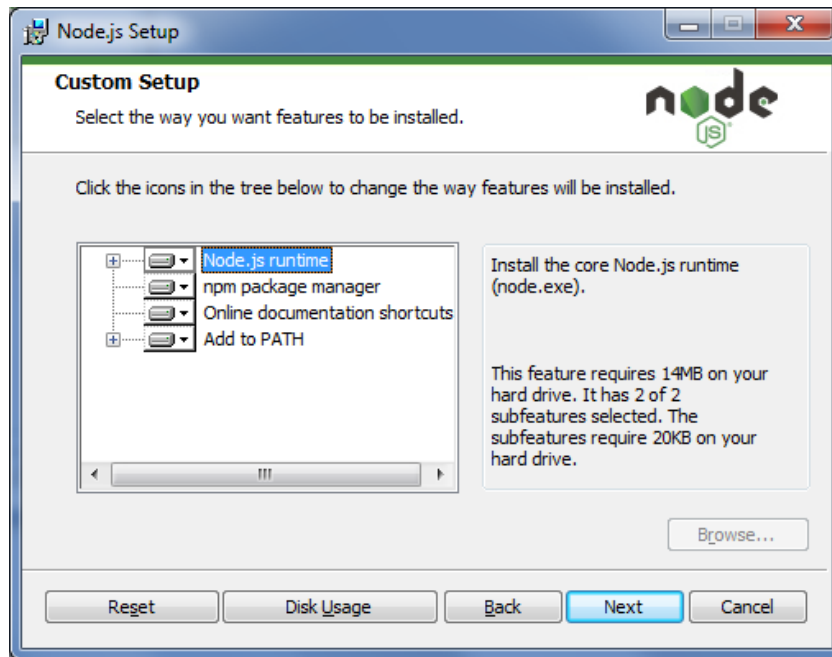 Node.js Setup
Custom Setup
Select the way you want features to be installed.
node
JS
Click the icons in the tree below to change the way features will be installed.
Node.js runtime
npm package manager
Online documentation shortcuts
Add to PATH
Install the core Node.js runtime
(node.exe).
This feature requires 14MB on your
hard drive. It has 2 of 2
subfeatures selected. The
subfeatures require 20KB on your
hard drive.
Browse...
Reset
Disk Usage
Back
Next
Cancel